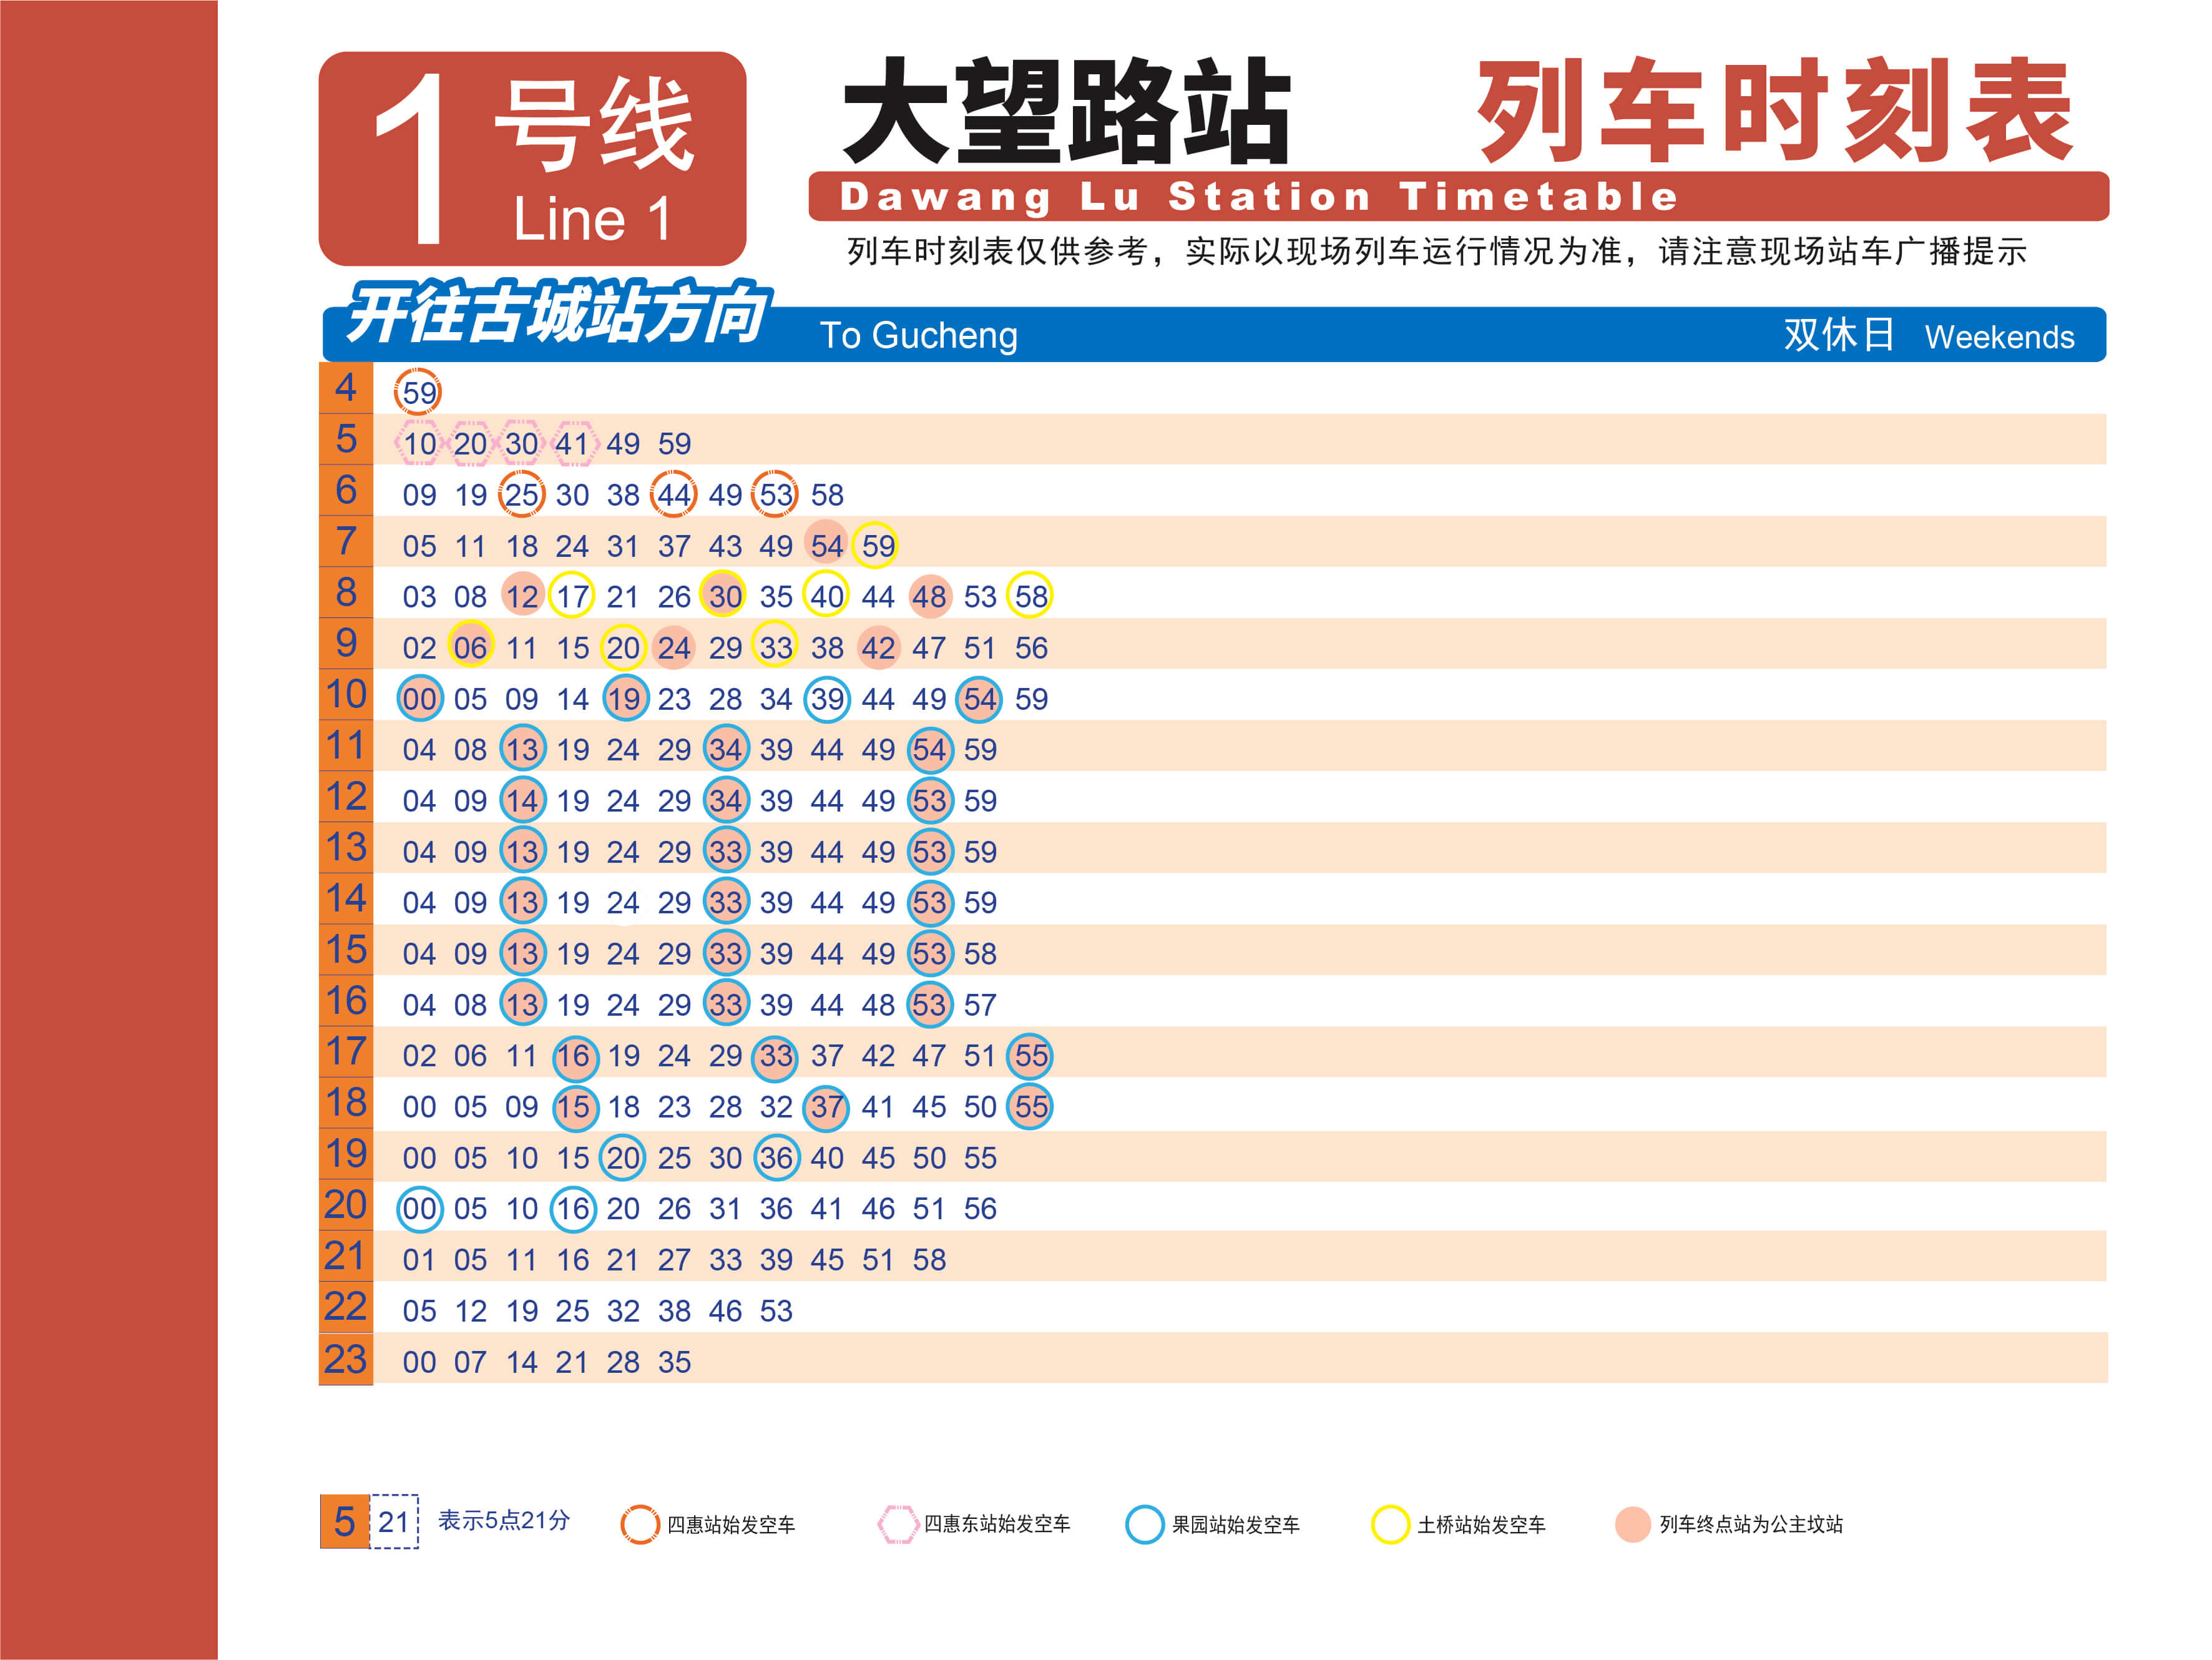 1号线
Line 1
大望路站 列车时刻表
Dawang Lu Station Timetable
列车时刻表仅供参考，实际以现场列车运行情况为准，请注意现场站车广播提示
开往古城站方向 To Gucheng 双休日 Weekends
4 59
5 10 20 30 41 49 59
6 09 19 25 30 38 44 49 53 58
7 05 11 18 24 31 37 43 49 54 59
8 03 08 12 17 21 26 30 35 40 44 48 53 58
9 02 06 11 15 20 24 29 33 38 42 47 51 56
10 00 05 09 14 19 23 28 34 39 44 49 54 59
11 04 08 13 19 24 29 34 39 44 49 54 59
12 04 09 14 19 24 29 34 39 44 49 53 59
13 04 09 13 19 24 29 33 39 44 49 53 59
14 04 09 13 19 24 29 33 39 44 49 53 59
15 04 09 13 19 24 29 33 39 44 49 53 58
16 04 08 13 19 24 29 33 39 44 48 53 57
17 02 06 11 16 19 24 29 33 37 42 47 51 55
18 00 05 09 15 18 23 28 32 37 41 45 50 55
19 00 05 10 15 20 25 30 36 40 45 50 55
20 00 05 10 16 20 26 31 36 41 46 51 56
21 01 05 11 16 21 27 33 39 45 51 58
22 05 12 19 25 32 38 46 53
23 00 07 14 21 28 35
5 21 表示5点21分 四惠站始发空车 四惠东站始发空车 果园站始发空车 土桥站始发空车 列车终点站为公主坟站